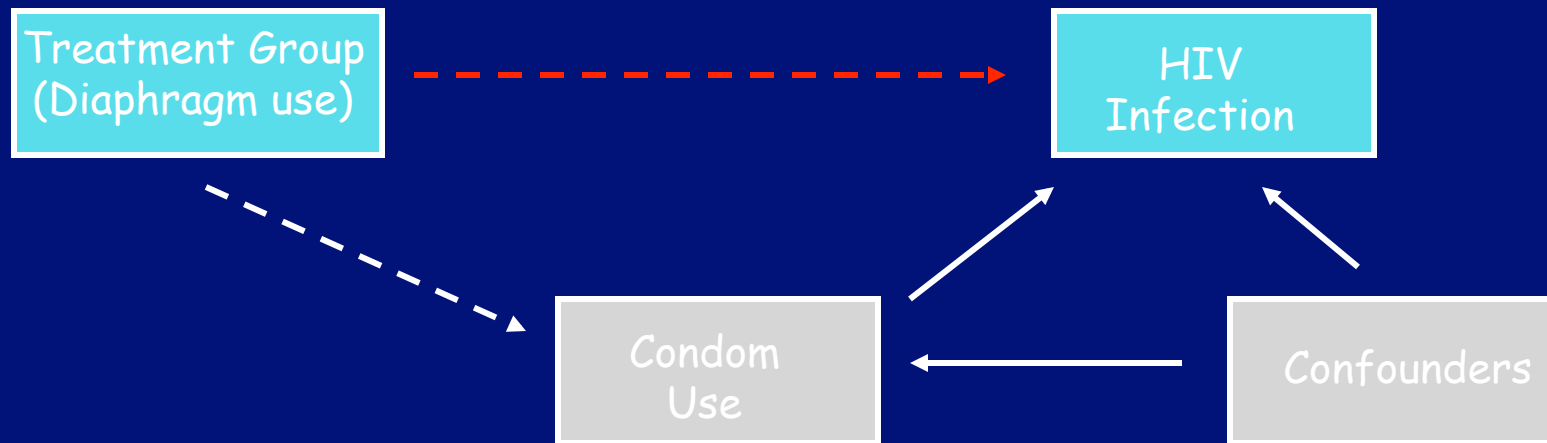 Treatment Group
(Diaphragm use)
HIV
Infection
Condom
Use
Confounders